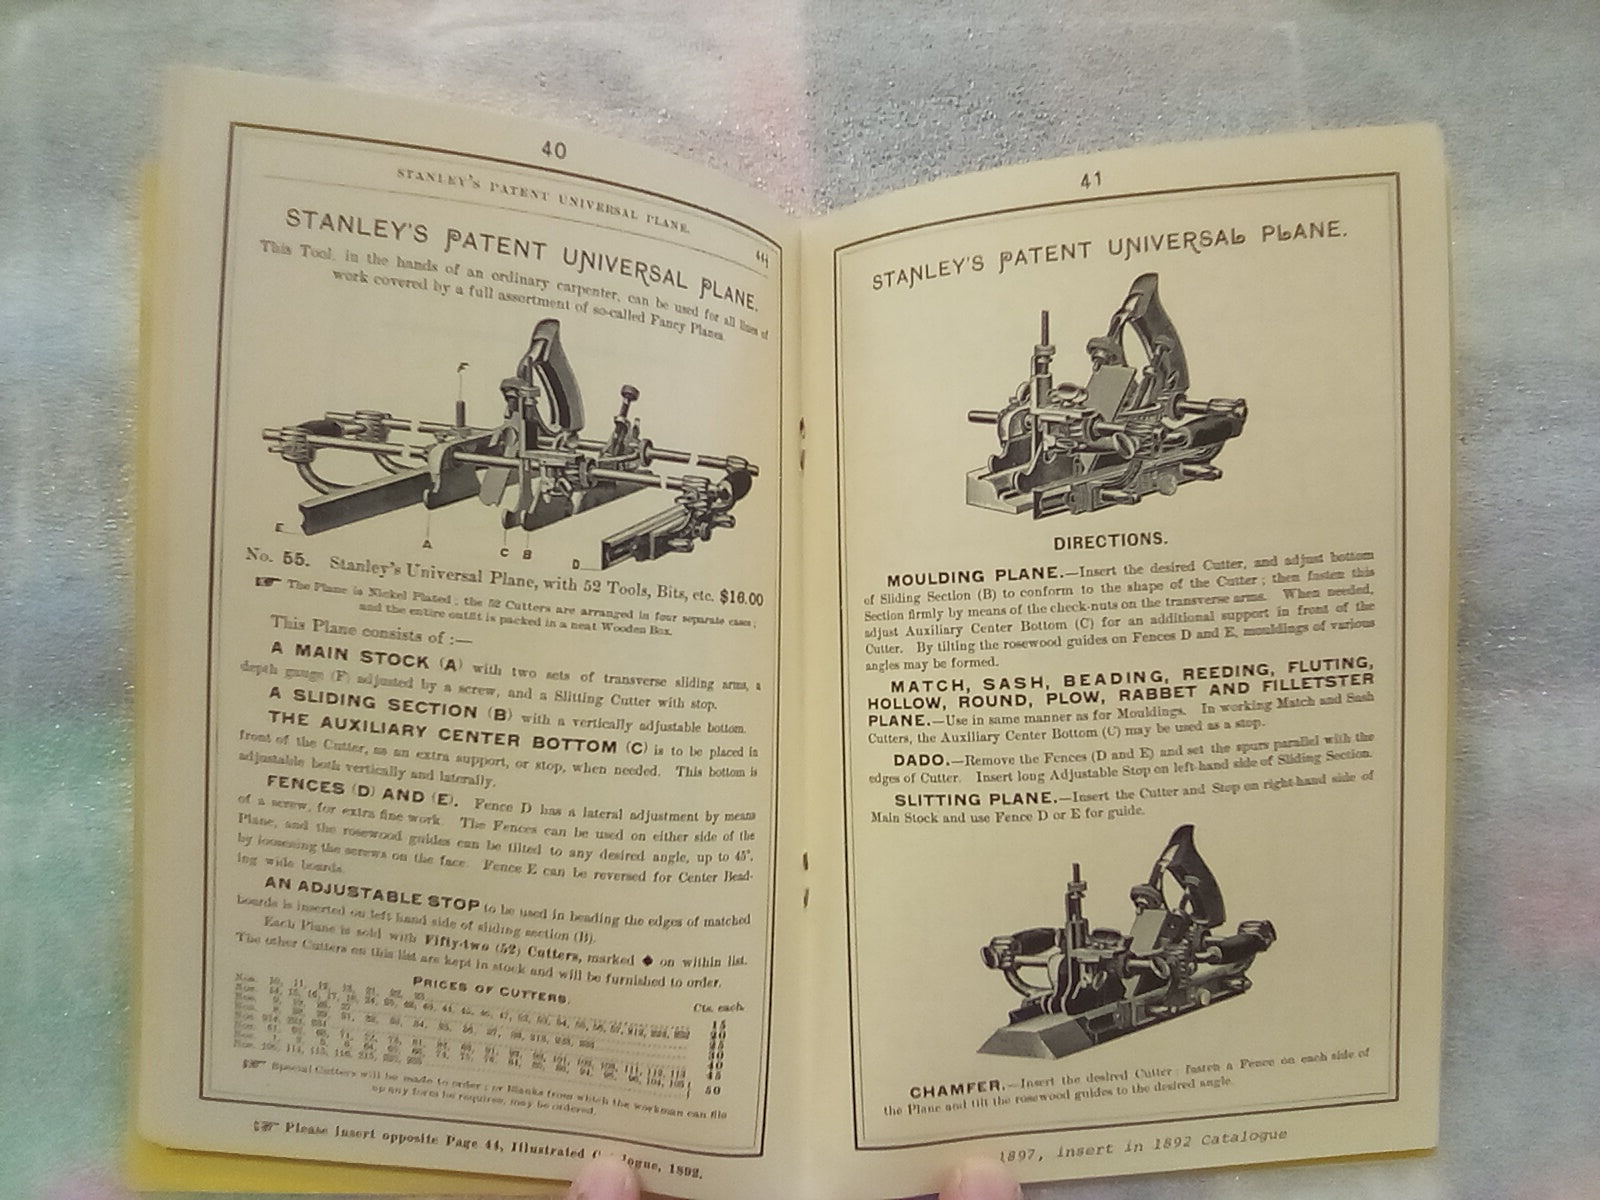 40
STANLEY'S PATENT UNIVERSAL PLANE.
44½
STANLEY'S PATENT UNIVERSAL PLANE.
This Tool, in the hands of an ordinary carpenter, can be used for all lines of
work covered by a full assortment of so-called Fancy Planes.
F
E
A
C
B
D
No. 55. Stanley's Universal Plane, with 52 Tools, Bits, etc. $16.00
The Plane is Nickel Plated; the 52 Cutters are arranged in four separate cases;
and the entire outfit is packed in a neat Wooden Box.
This Plane consists of :—
A MAIN STOCK (A) with two sets of transverse sliding arms, a
depth gauge (F) adjusted by a screw, and a Slitting Cutter with stop.
A SLIDING SECTION (B) with a vertically adjustable bottom.
THE AUXILIARY CENTER BOTTOM (C) is to be placed in
front of the Cutter, as an extra support, or stop, when needed. This bottom is
adjustable both vertically and laterally.
FENCES (D) AND (E). Fence D has a lateral adjustment by means
of a screw, for extra fine work. The Fences can be used on either side of the
Plane, and the rosewood guides can be tilted to any desired angle, up to 45°,
by loosening the screws on the face. Fence E can be reversed for Center Bead-
ing wide boards.
AN ADJUSTABLE STOP to be used in beading the edges of matched
boards is inserted on left hand side of sliding section (B).
Each Plane is sold with Fifty-two (52) Cutters, marked ◆ on within list.
The other Cutters on this list are kept in stock and will be furnished to order.
PRICES OF CUTTERS.
Cts. each.
15
20
25
30
40
45
50
Special Cutters will be made to order; or Blanks from which the workman can file
up any form he requires, may be ordered.
Please insert opposite Page 44, Illustrated Catalogue, 1892.
41
STANLEY'S PATENT UNIVERSAL PLANE.
DIRECTIONS.
MOULDING PLANE.—Insert the desired Cutter, and adjust bottom
of Sliding Section (B) to conform to the shape of the Cutter; then fasten this
Section firmly by means of the check-nuts on the transverse arms. When needed,
adjust Auxiliary Center Bottom (C) for an additional support in front of the
Cutter. By tilting the rosewood guides on Fences D and E, mouldings of various
angles may be formed.
MATCH, SASH, BEADING, REEDING, FLUTING,
HOLLOW, ROUND, PLOW, RABBET AND FILLETSTER
PLANE.—Use in same manner as for Mouldings. In working Match and Sash
Cutters, the Auxiliary Center Bottom (C) may be used as a stop.
DADO.—Remove the Fences (D and E) and set the spurs parallel with the
edges of Cutter. Insert long Adjustable Stop on left-hand side of Sliding Section.
SLITTING PLANE.—Insert the Cutter and Stop on right-hand side of
Main Stock and use Fence D or E for guide.
CHAMFER.—Insert the desired Cutter; fasten a Fence on each side of
the Plane and tilt the rosewood guides to the desired angle.
1897, insert in 1892 Catalogue